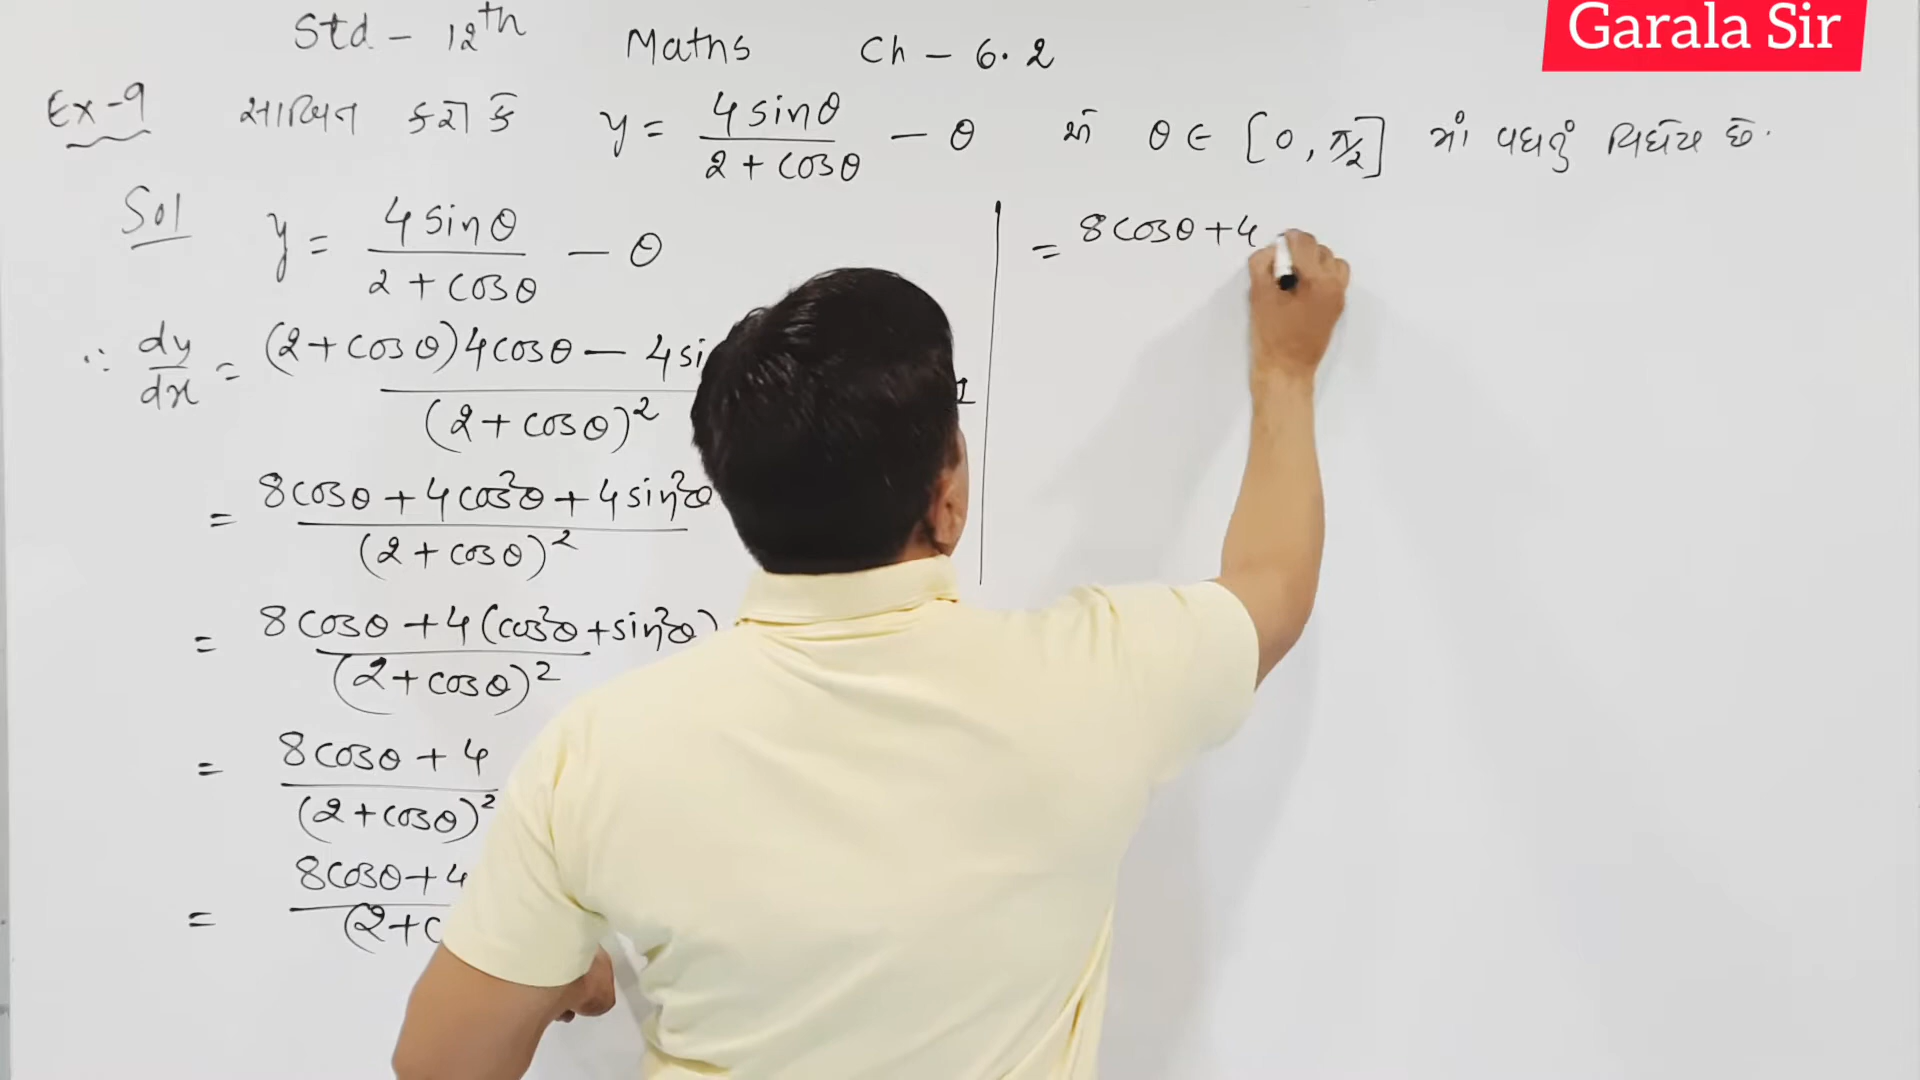 Garala Sir
Std - 12th Maths Ch - 6.2
Ex-9 સાબિત કરો કે y = 4sinθ / 2 + cosθ - θ એ θ ∈ [0, π/2] માં વધતું વિધેય છે.
Sol y = 4sinθ / 2 + cosθ - θ
∴ dy/dx = (2+cosθ)4cosθ - 4si / (2+cosθ)² 1
= 8cosθ + 4cos²θ + 4sin²θ / (2+cosθ)²
= 8cosθ + 4(cos²θ + sin²θ) / (2+cosθ)²
= 8cosθ + 4 / (2+cosθ)²
= 8cosθ + 4 / (2+c
= 8cosθ + 4